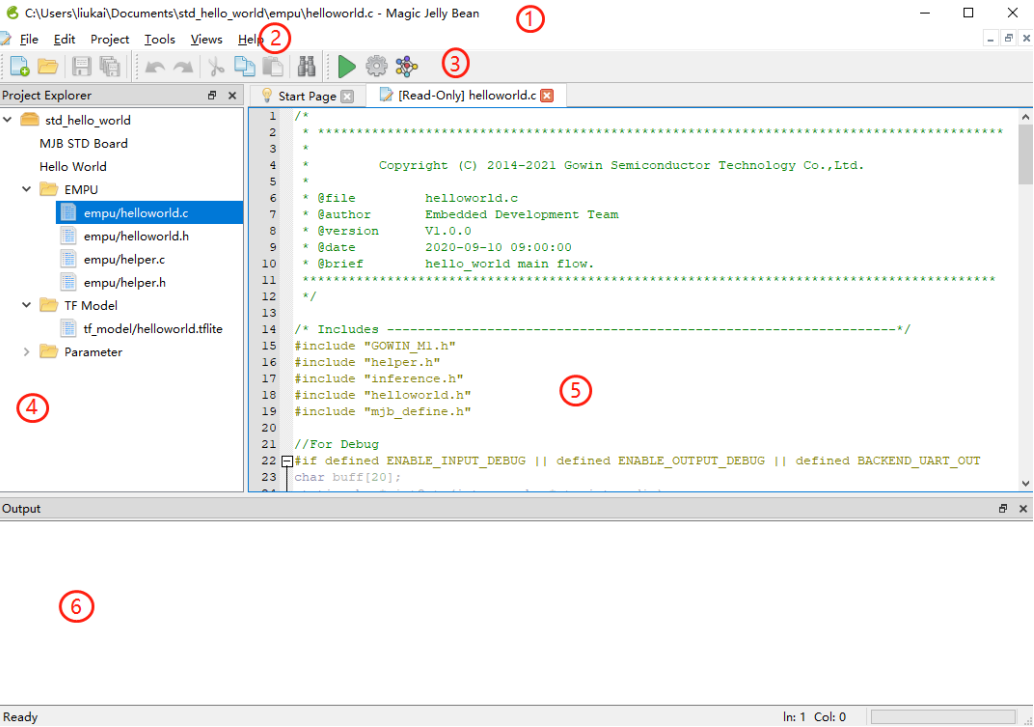 C:\Users\liukai\Documents\std_hello_world\empu\helloworld.c - Magic Jelly Bean
1
File Edit Project Tools Views Help
2
3
Project Explorer
Start Page
[Read-Only] helloworld.c
std_hello_world
MJB STD Board
Hello World
EMPU
empu/helloworld.c
empu/helloworld.h
empu/helper.c
empu/helper.h
TF Model
tf_model/helloworld.tflite
Parameter
4
1 /*
2 * *****************************************************************************************
3 *
4 * Copyright (C) 2014-2021 Gowin Semiconductor Technology Co.,Ltd.
5 *
6 * @file helloworld.c
7 * @author Embedded Development Team
8 * @version V1.0.0
9 * @date 2020-09-10 09:00:00
10 * @brief hello_world main flow.
11 ******************************************************************************************
12 */
13
14 /* Includes ------------------------------------------------------------------*/
15 #include "GOWIN_M1.h"
16 #include "helper.h"
17 #include "inference.h"
18 #include "helloworld.h"
19 #include "mjb_define.h"
20
21 //For Debug
22 #if defined ENABLE_INPUT_DEBUG || defined ENABLE_OUTPUT_DEBUG || defined BACKEND_UART_OUT
23 char buff[20];
5
Output
6
Ready
ln: 1 Col: 0